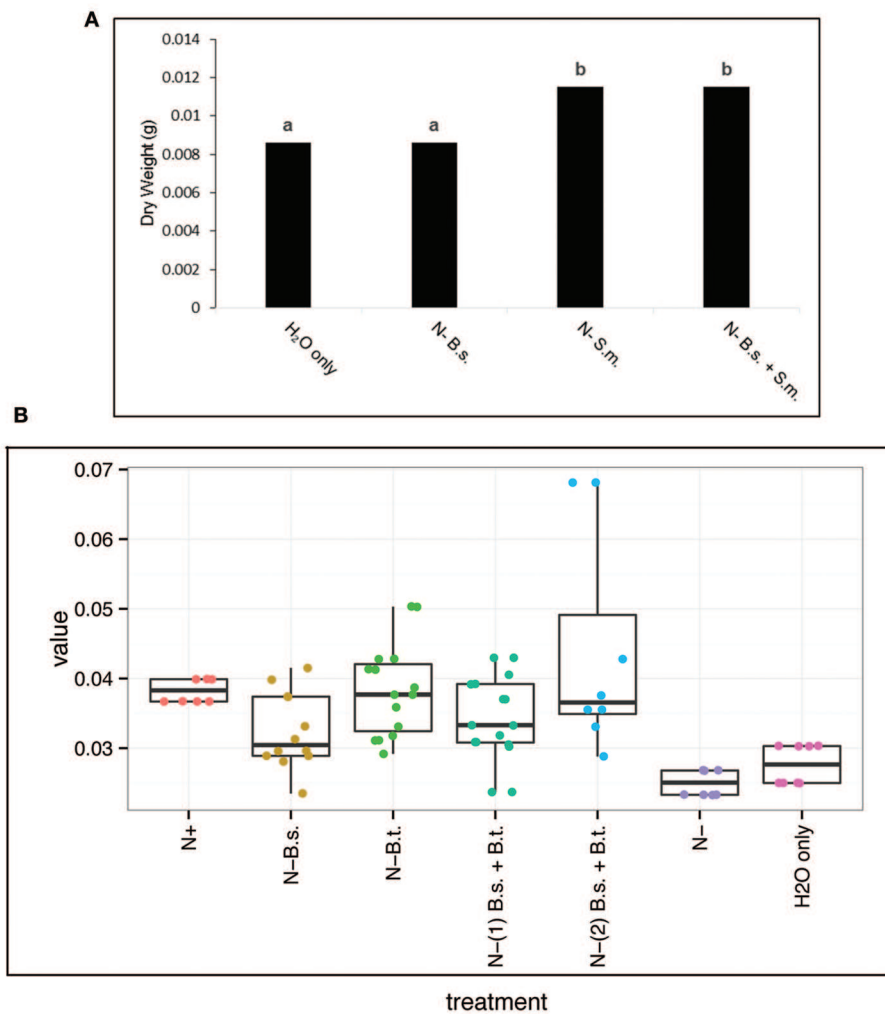 A
0.014
0.012
0.01
0.008
0.006
0.004
0.002
0
Dry Weight (g)
a
a
b
b
H₂O only
N- B.s.
N- S.m.
N- B.s. + S.m.
B
0.07
0.06
0.05
0.04
0.03
value
N+
N−B.s.
N−B.t.
N−(1) B.s. + B.t.
N−(2) B.s. + B.t.
N−
H2O only
treatment